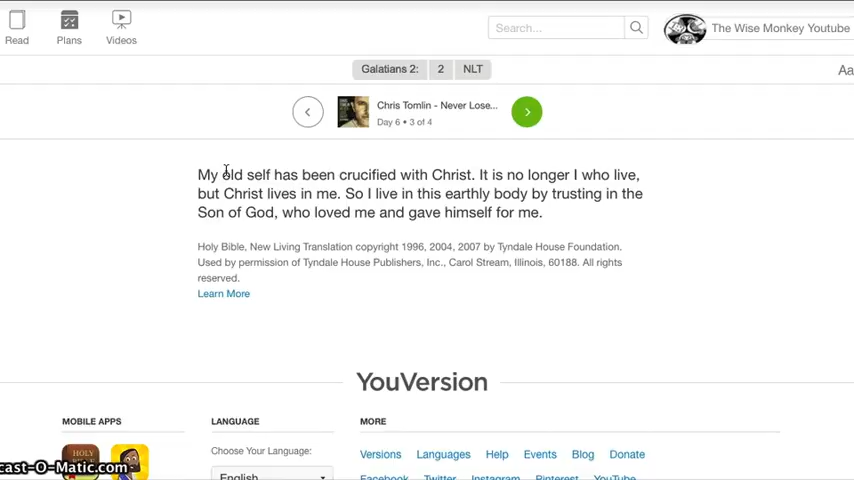 Read
Plans
Videos
Search...
The Wise Monkey Youtube
Galatians 2:
2
NLT
Aa
Chris Tomlin - Never Lose...
Day 6 • 3 of 4
My old self has been crucified with Christ. It is no longer I who live,
but Christ lives in me. So I live in this earthly body by trusting in the
Son of God, who loved me and gave himself for me.
Holy Bible, New Living Translation copyright 1996, 2004, 2007 by Tyndale House Foundation.
Used by permission of Tyndale House Publishers, Inc., Carol Stream, Illinois, 60188. All rights
reserved.
Learn More
YouVersion
MOBILE APPS
LANGUAGE
MORE
Choose Your Language:
Versions
Languages
Help
Events
Blog
Donate
HOLY
BIBLE
English
Facebook
Twitter
Instagram
Pinterest
YouTube
cast-O-Matic.com